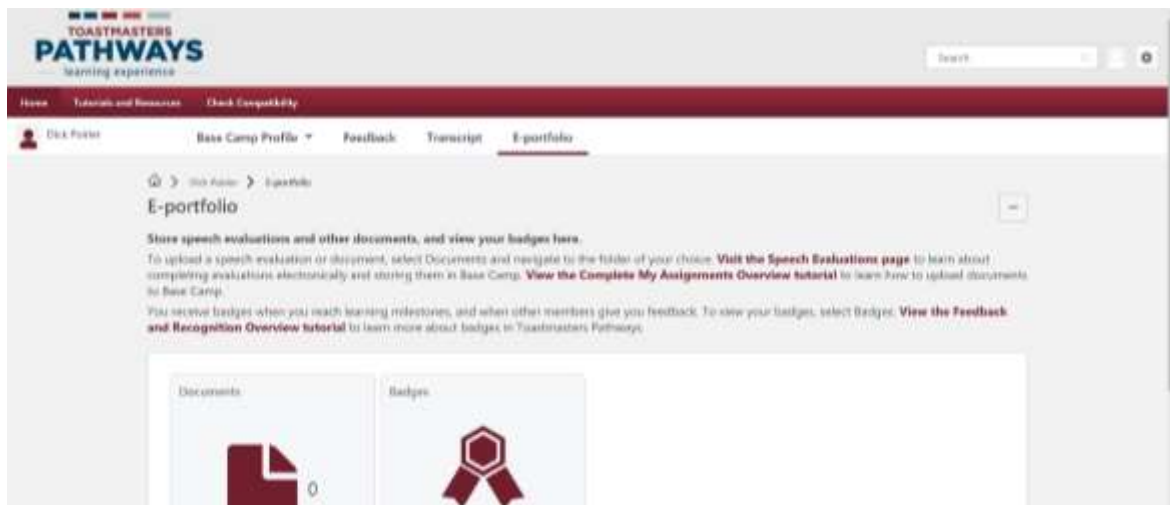 TOASTMASTERS
PATHWAYS
learning experience
Search
Home Tutorials and Resources Check Compatibility
Base Camp Profile Feedback Transcript E-portfolio
E-portfolio
E-portfolio
Store speech evaluations and other documents, and view your badges here.
To upload a speech evaluation or document, select Documents and navigate to the folder of your choice. Visit the Speech Evaluations page to learn about
completing evaluations electronically and storing them in Base Camp. View the Complete My Assignments Overview tutorial to learn how to upload documents
to Base Camp.
You receive badges when you reach learning milestones, and when other members give you feedback. To view your badges, select Badges. View the Feedback
and Recognition Overview tutorial to learn more about badges in Toastmasters Pathways.
Documents Badges
0